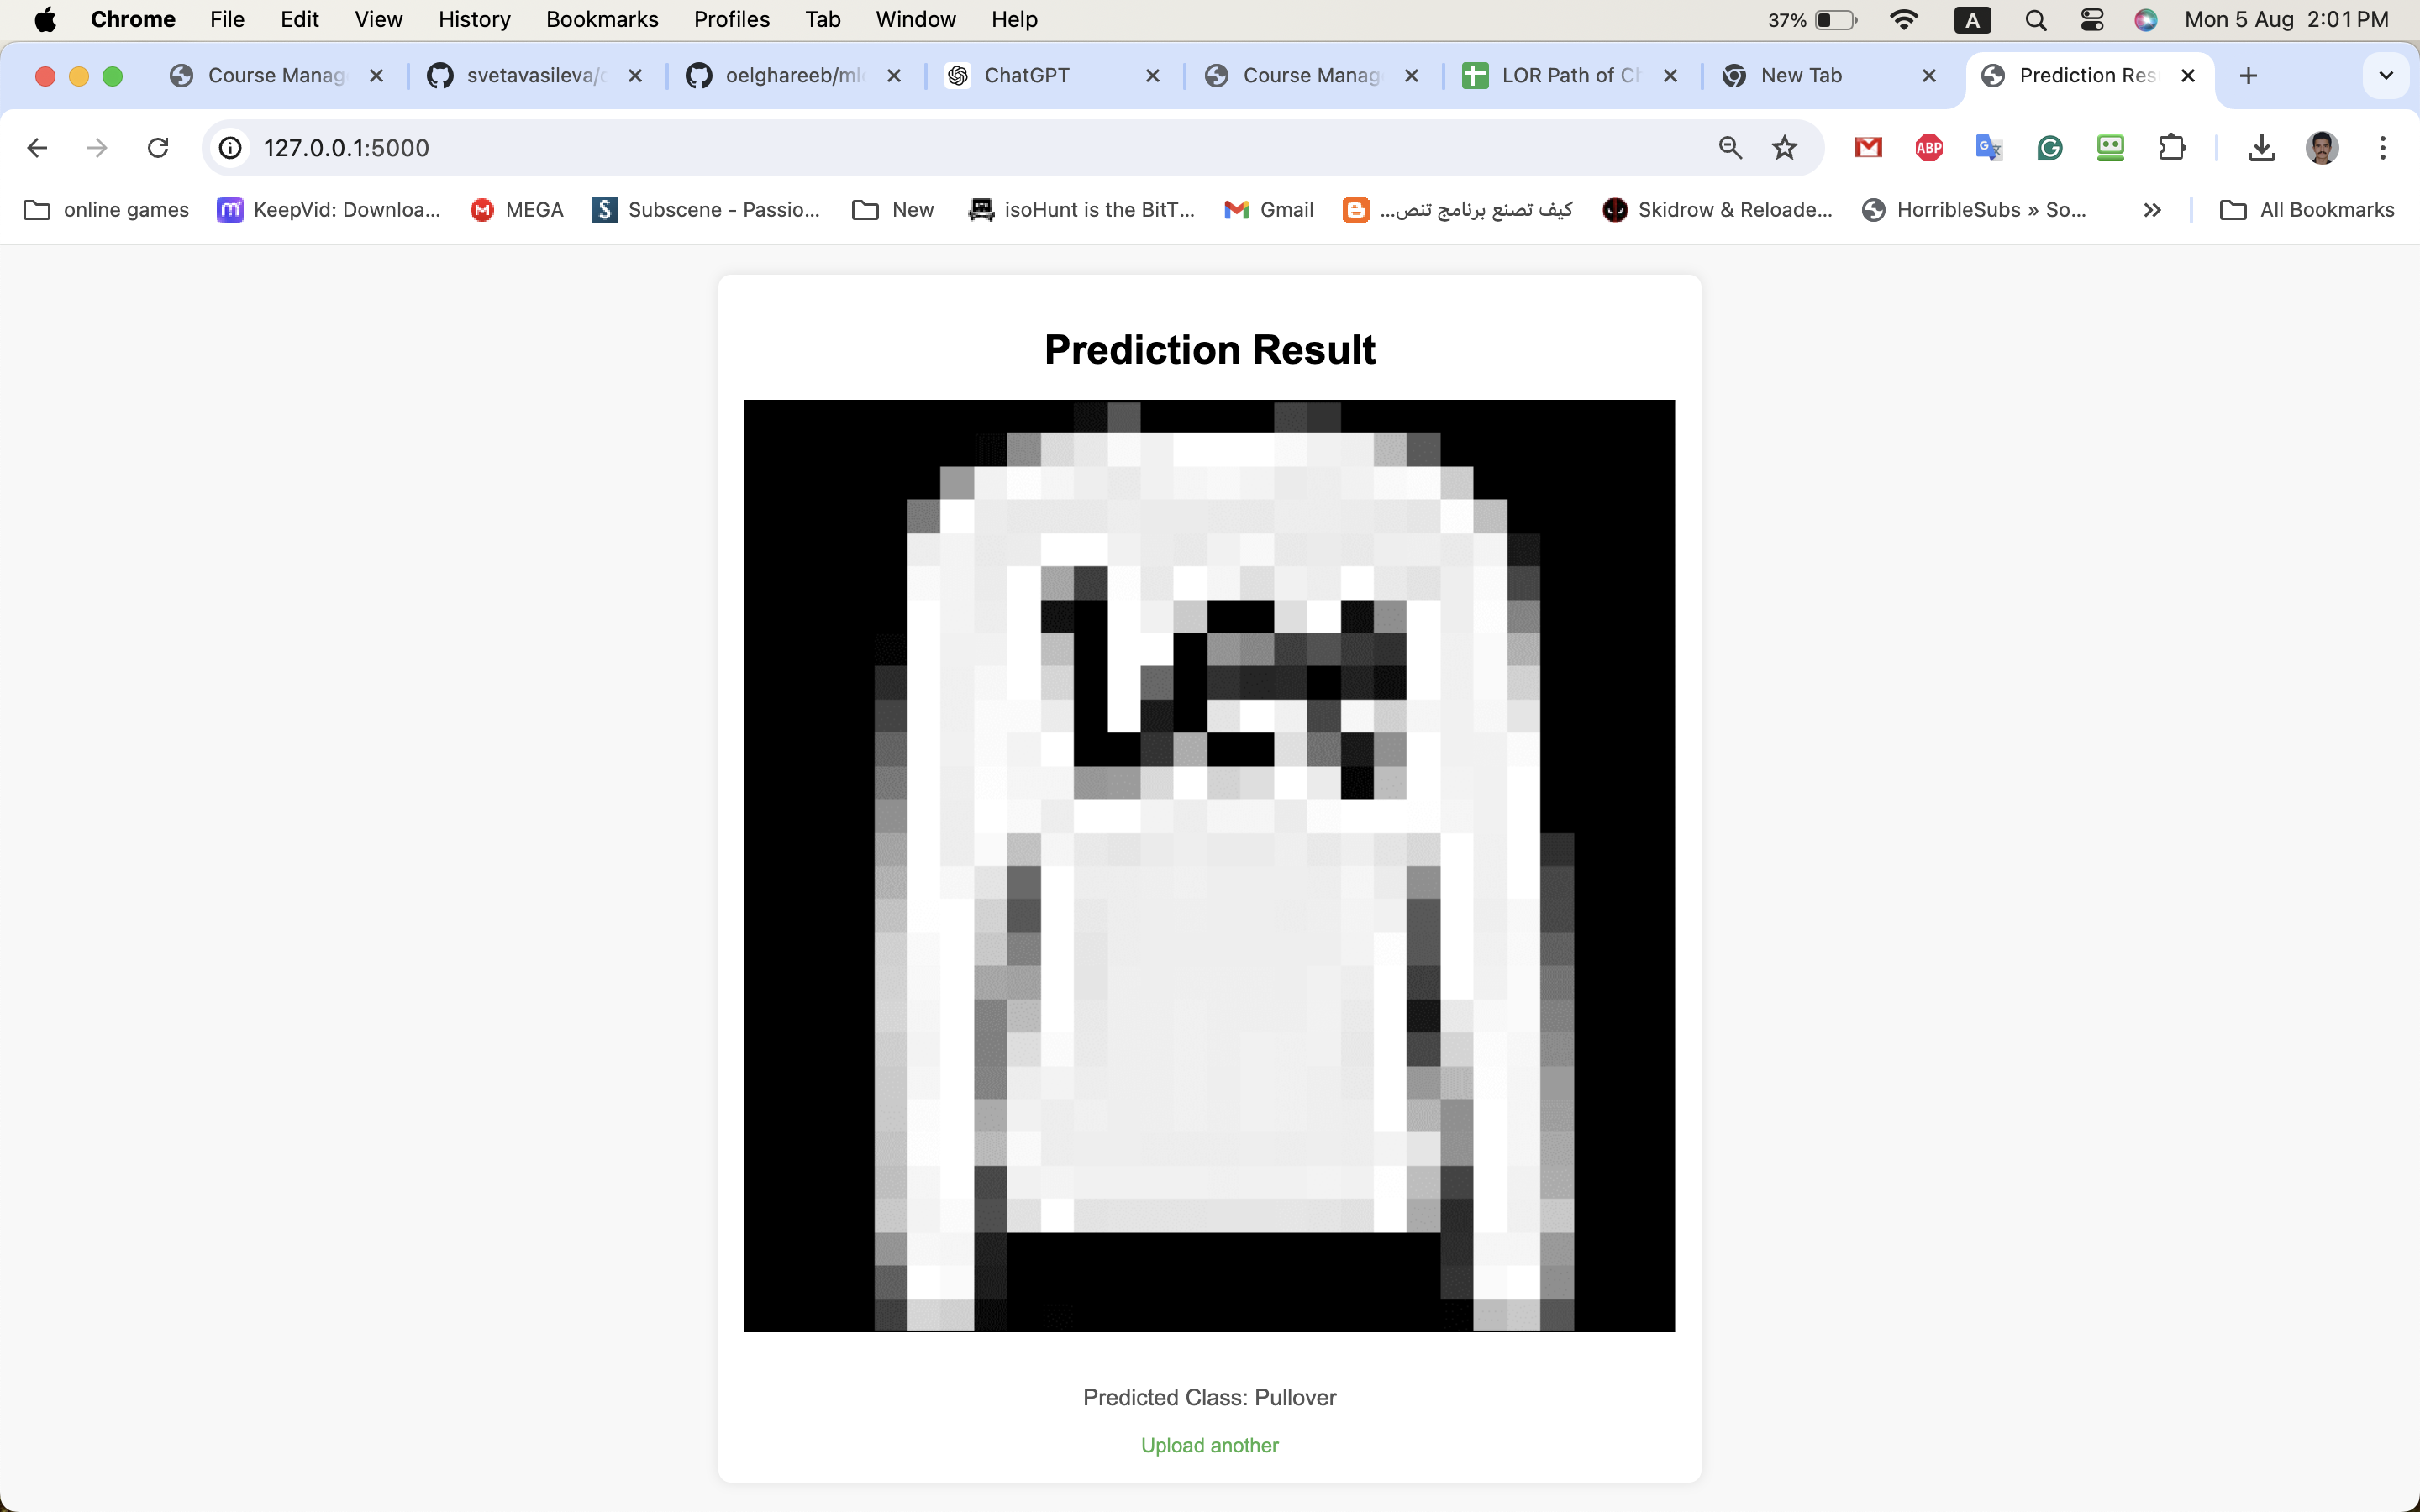 Chrome File Edit View History Bookmarks Profiles Tab Window Help 37% A Mon 5 Aug 2:01 PM
Course Manag svetavasileva/ oelghareeb/ml ChatGPT Course Manag LOR Path of Ch New Tab Prediction Res
127.0.0.1:5000 ABP
online games KeepVid: Downloa... MEGA Subscene - Passio... New isoHunt is the BitT... Gmail كيف تصنع برنامج تنص... Skidrow & Reloade... HorribleSubs » So... All Bookmarks
Prediction Result
Predicted Class: Pullover
Upload another